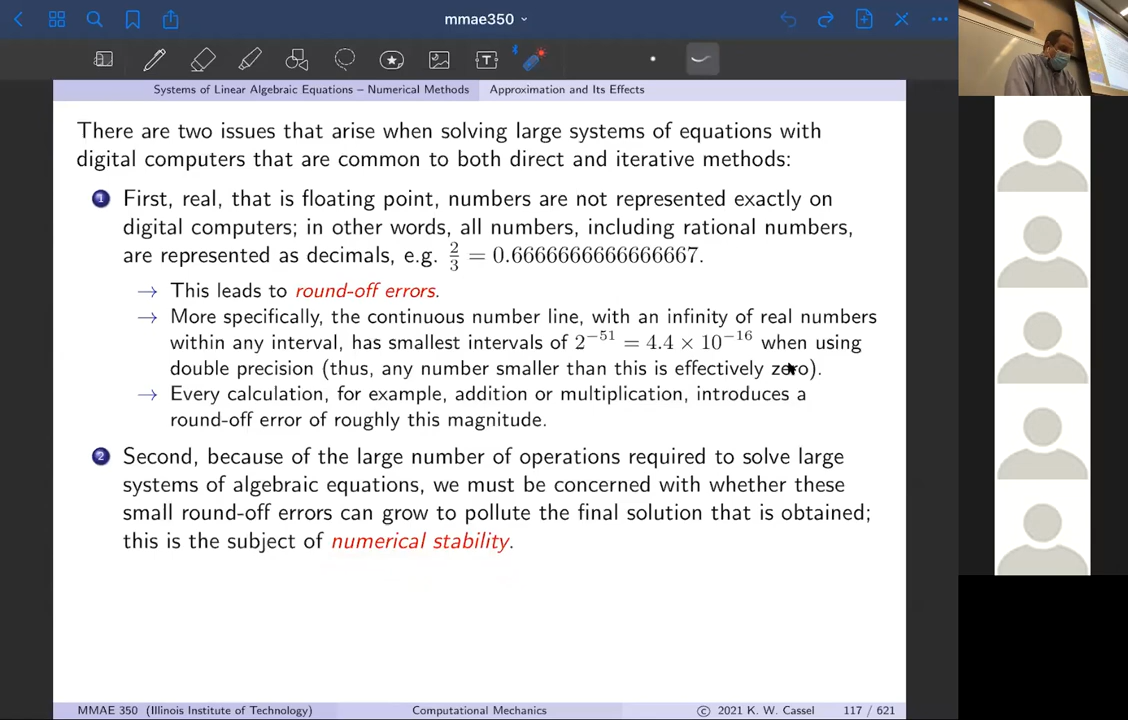 mmae350
Systems of Linear Algebraic Equations – Numerical Methods Approximation and Its Effects
There are two issues that arise when solving large systems of equations with
digital computers that are common to both direct and iterative methods:
1 First, real, that is floating point, numbers are not represented exactly on
digital computers; in other words, all numbers, including rational numbers,
are represented as decimals, e.g. 2/3 = 0.6666666666666667.
→ This leads to round-off errors.
→ More specifically, the continuous number line, with an infinity of real numbers
within any interval, has smallest intervals of 2^−51 = 4.4 × 10^−16 when using
double precision (thus, any number smaller than this is effectively zero).
→ Every calculation, for example, addition or multiplication, introduces a
round-off error of roughly this magnitude.
2 Second, because of the large number of operations required to solve large
systems of algebraic equations, we must be concerned with whether these
small round-off errors can grow to pollute the final solution that is obtained;
this is the subject of numerical stability.
MMAE 350 (Illinois Institute of Technology) Computational Mechanics © 2021 K. W. Cassel 117 / 621